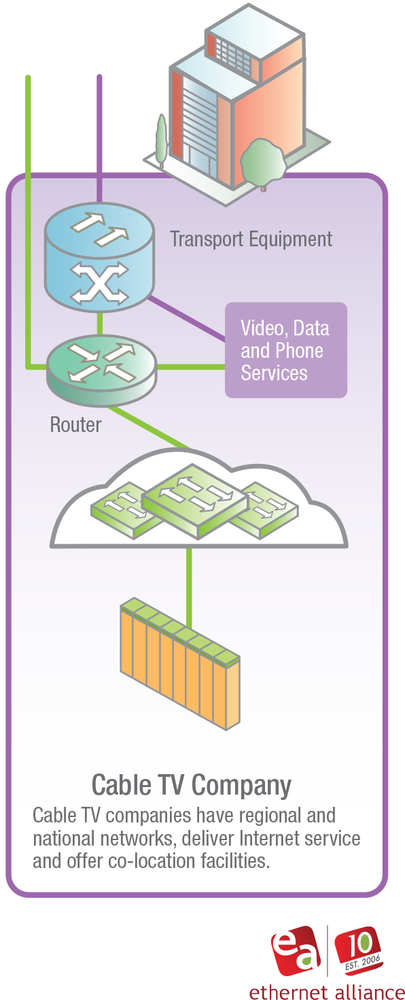 Transport Equipment
Video, Data
and Phone
Services
Router
Cable TV Company
Cable TV companies have regional and
national networks, deliver Internet service
and offer co-location facilities.
ea
10
EST. 2006
ethernet alliance